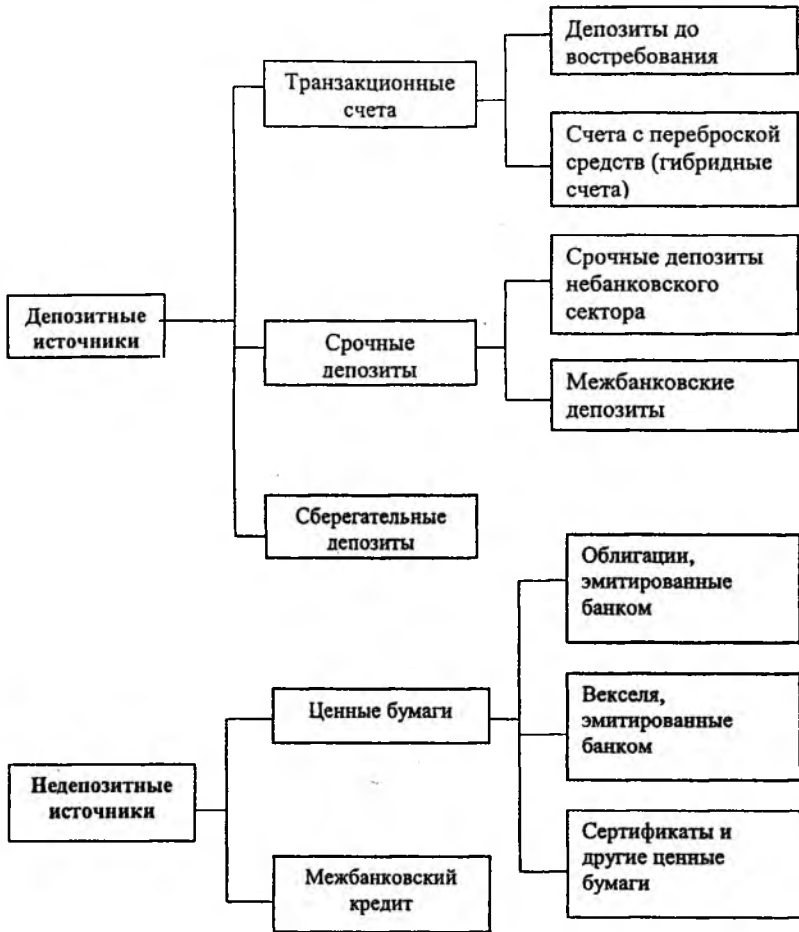 Депозиты до
востребования
Транзакционные
счета
Счета с переброской
средств (гибридные
счета)
Срочные депозиты
небанковского
сектора
Депозитные
источники
Срочные
депозиты
Межбанковские
депозиты
Сберегательные
депозиты
Облигации,
эмитированные
банком
Ценные бумаги
Векселя,
эмитированные
банком
Недепозитные
источники
Сертификаты и
другие ценные
бумаги
Межбанковский
кредит